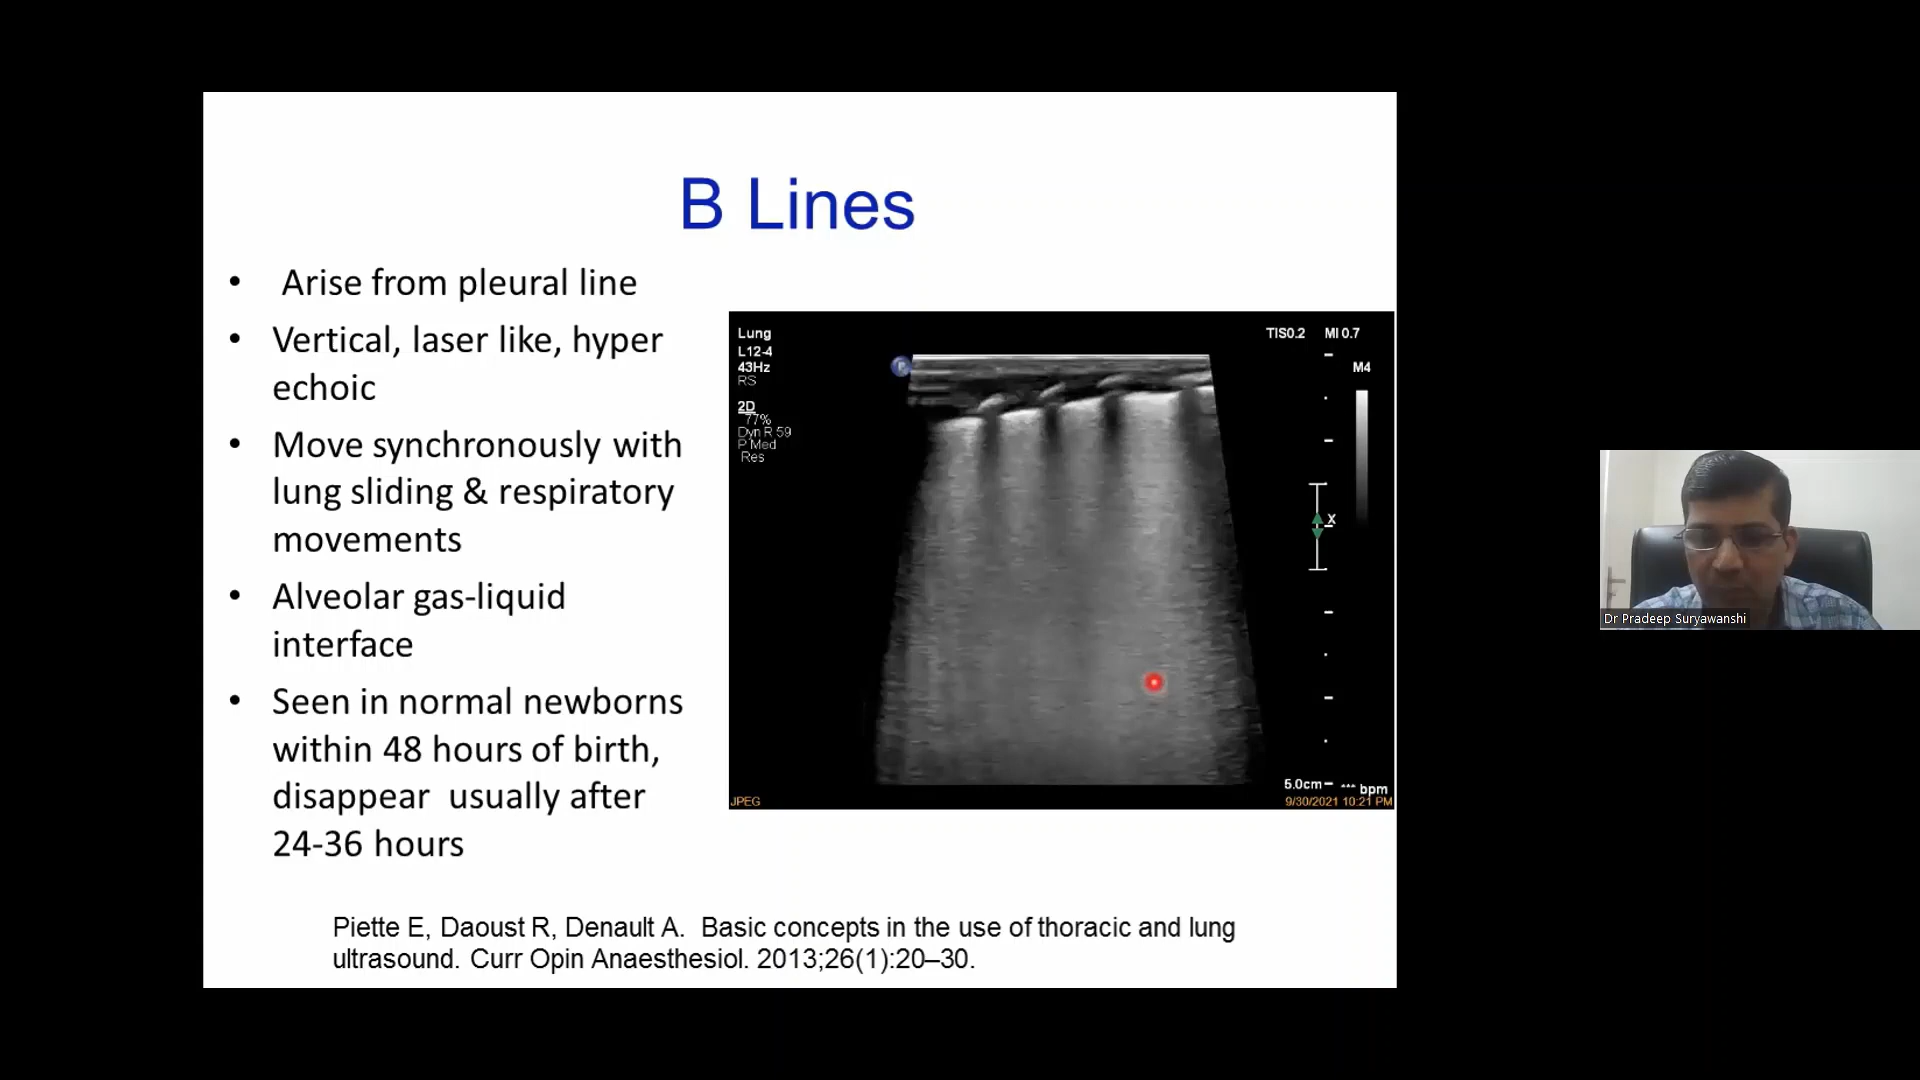 B Lines
• Arise from pleural line
• Vertical, laser like, hyper
echoic
• Move synchronously with
lung sliding & respiratory
movements
• Alveolar gas-liquid
interface
• Seen in normal newborns
within 48 hours of birth,
disappear usually after
24-36 hours
Lung
L12-4
43Hz
RS
2D
77%
Dyn R 59
P Med
Res
TIS0.2 MI 0.7
M4
X
5.0cm
*** bpm
JPEG
9/30/2021 10:21 PM
Piette E, Daoust R, Denault A. Basic concepts in the use of thoracic and lung
ultrasound. Curr Opin Anaesthesiol. 2013;26(1):20–30.
Dr Pradeep Suryawanshi